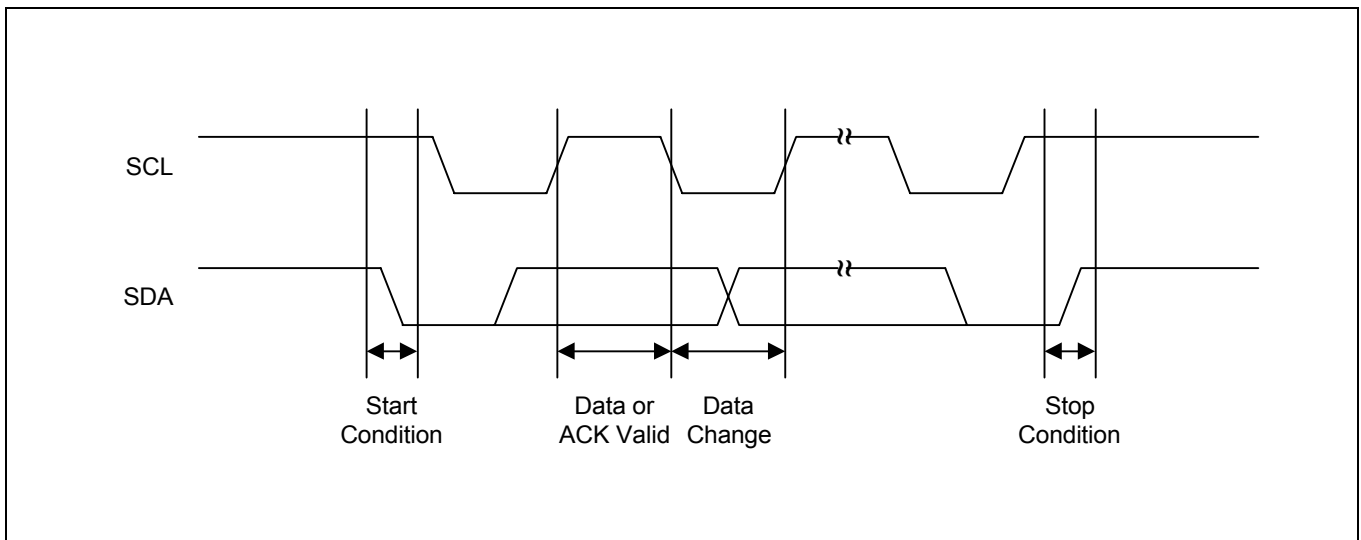 SCL
SDA
Start
Condition
Data or
ACK Valid
Data
Change
Stop
Condition